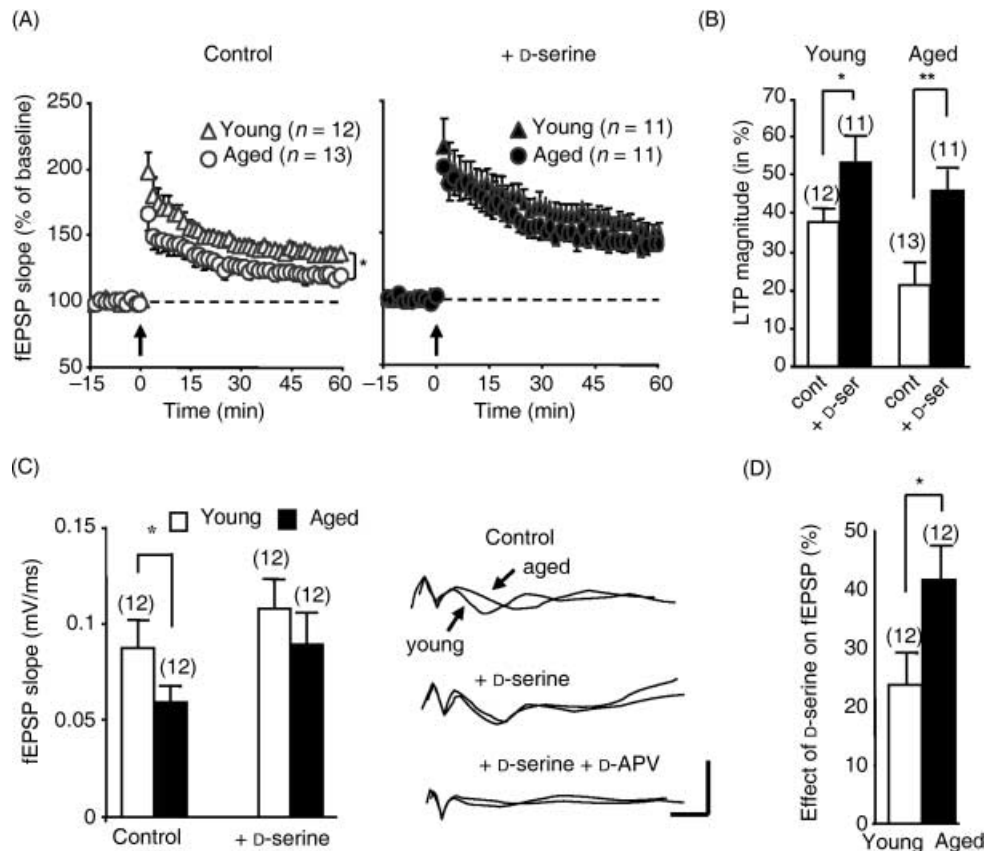 (A)
Control
+ D-serine
fEPSP slope (% of baseline)
250
200
150
100
50
Young (n = 12)
Aged (n = 13)
*
Young (n = 11)
Aged (n = 11)
–15 0 15 30 45 60
Time (min)
–15 0 15 30 45 60
Time (min)
(B)
Young Aged
* **
LTP magnitude (in %)
70
60
50
40
30
20
10
0
(12)
(11)
(13)
(11)
cont
+ D-ser
cont
+ D-ser
(C)
Young Aged
fEPSP slope (mV/ms)
0.15
0.1
0.05
0
*
(12)
(12)
(12)
(12)
Control + D-serine
Control
aged
young
+ D-serine
+ D-serine + D-APV
(D)
*
Effect of D-serine on fEPSP (%)
50
40
30
20
10
0
(12)
(12)
Young Aged